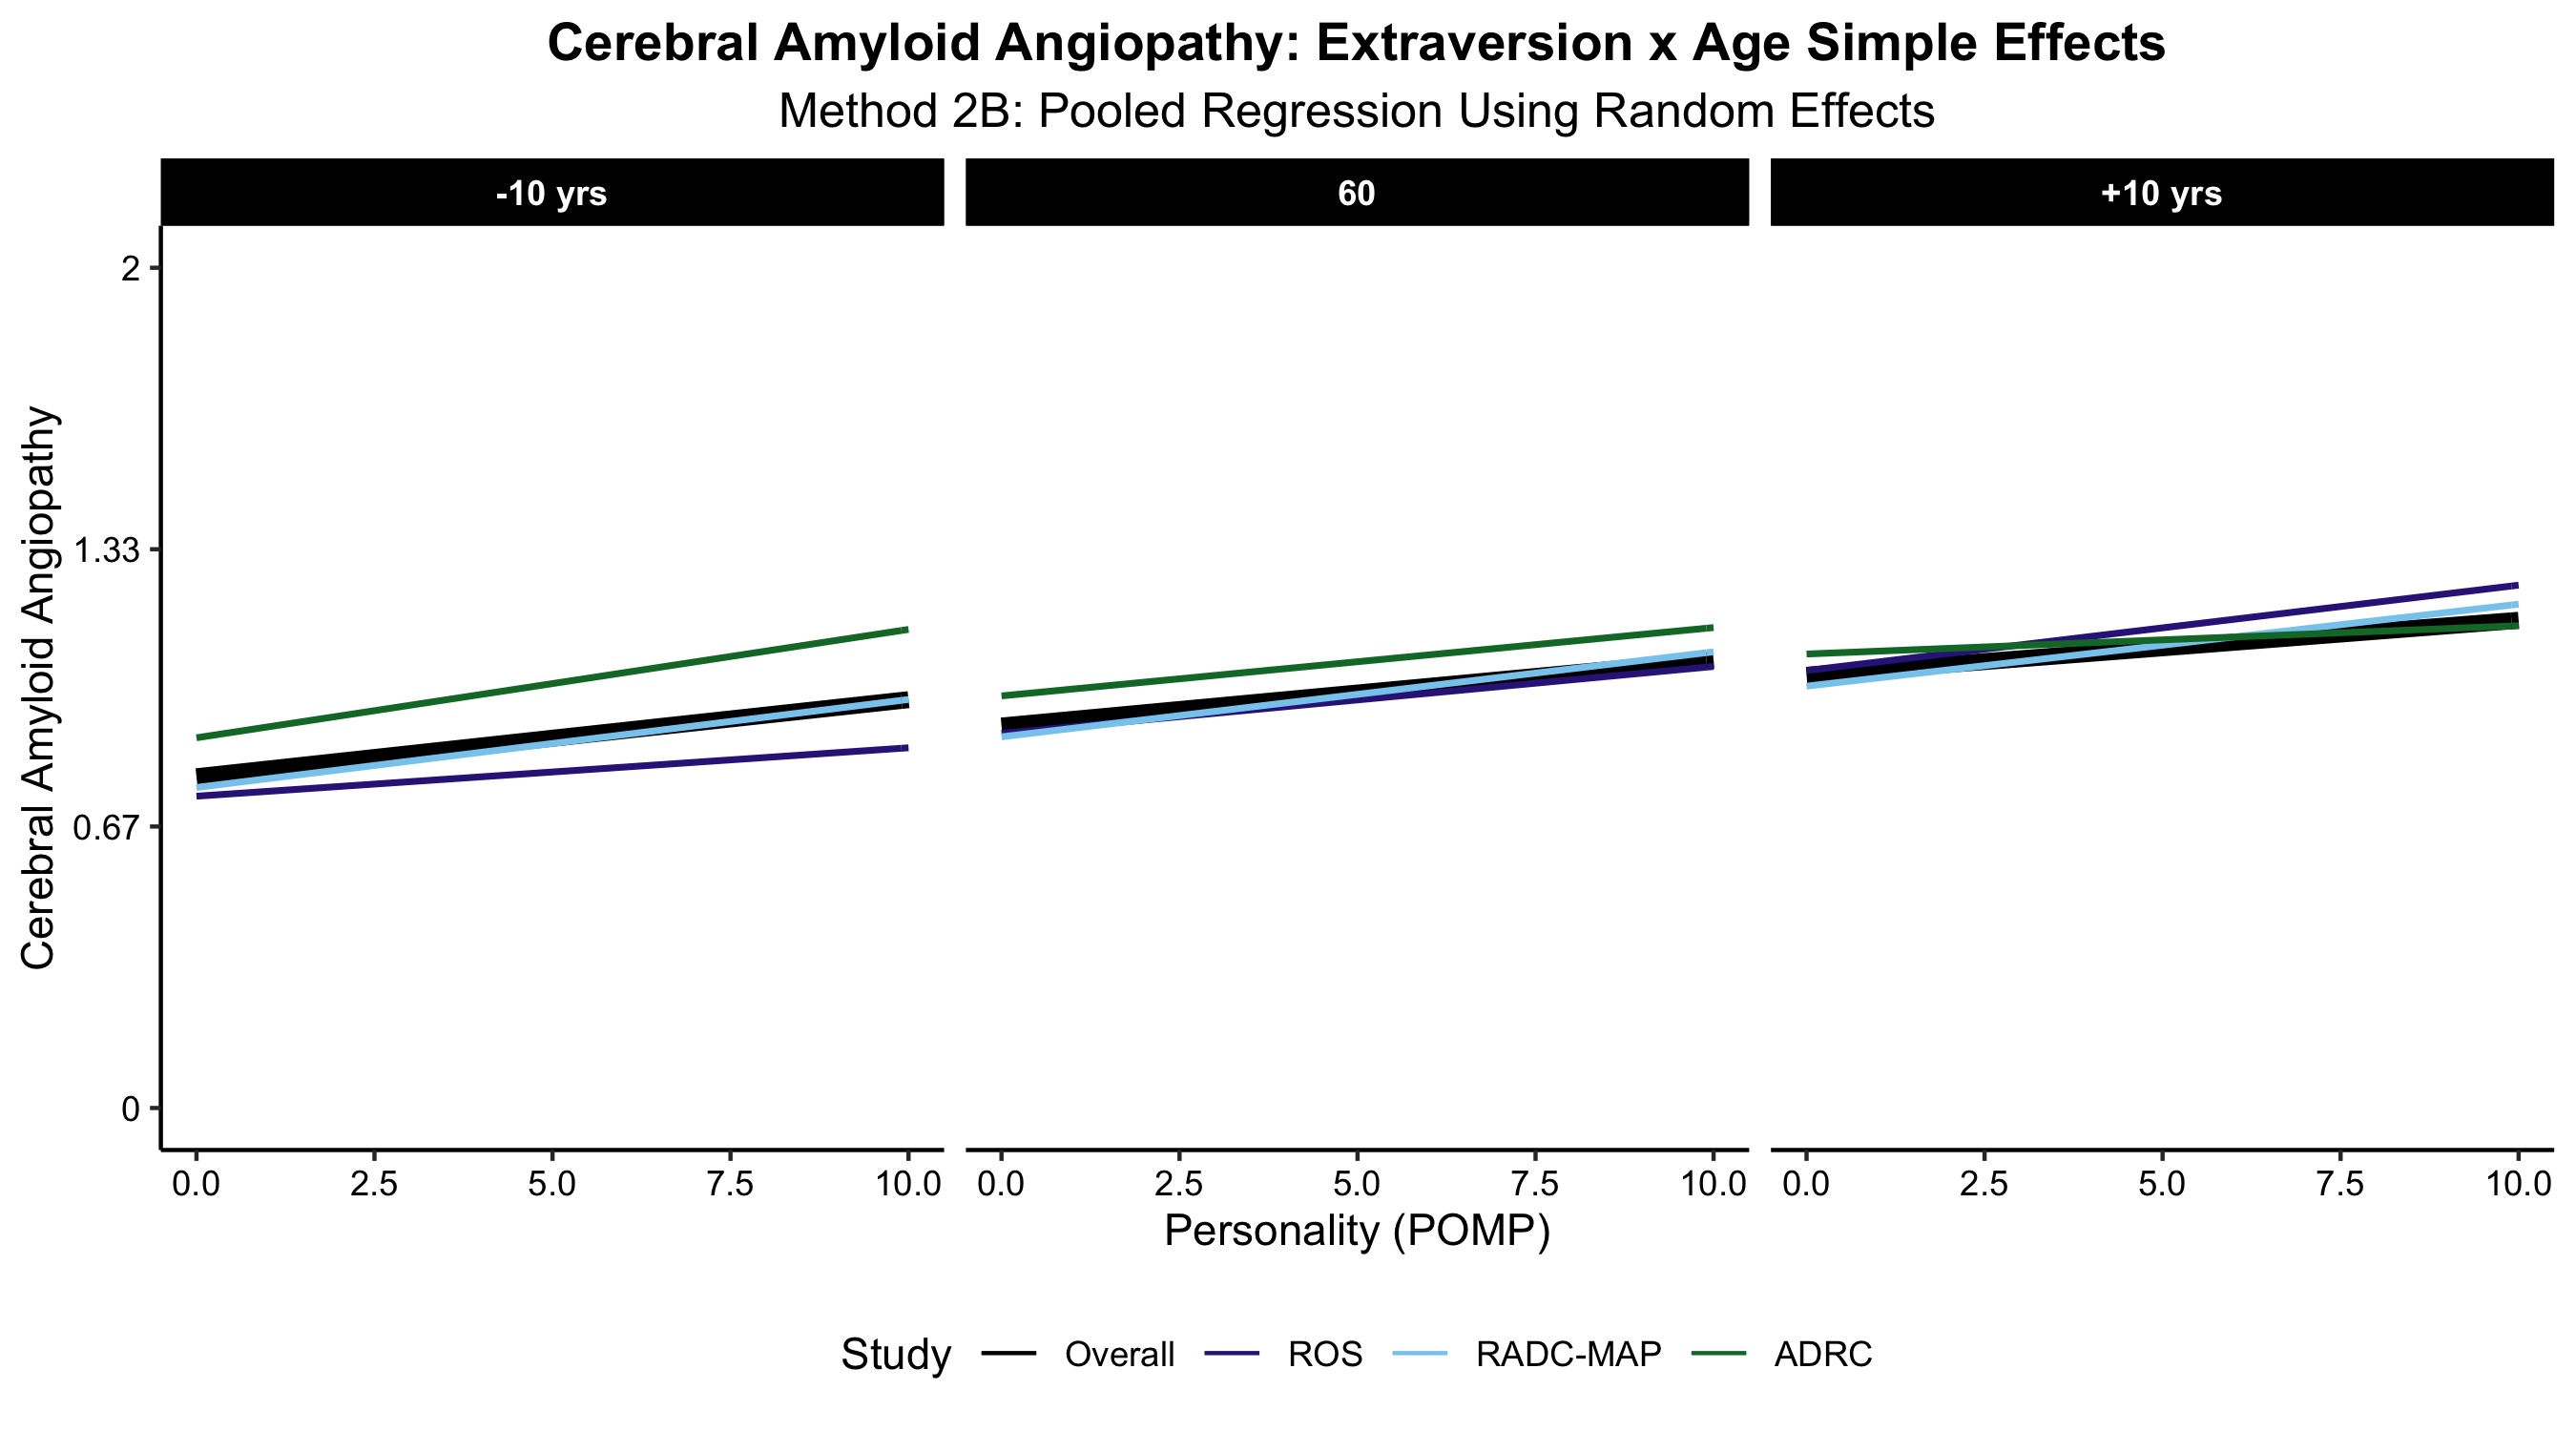 Cerebral Amyloid Angiopathy: Extraversion x Age Simple Effects
Method 2B: Pooled Regression Using Random Effects
-10 yrs
60
+10 yrs
Cerebral Amyloid Angiopathy
2
1.33
0.67
0
0.0 2.5 5.0 7.5 10.0
0.0 2.5 5.0 7.5 10.0
0.0 2.5 5.0 7.5 10.0
Personality (POMP)
Study Overall ROS RADC-MAP ADRC